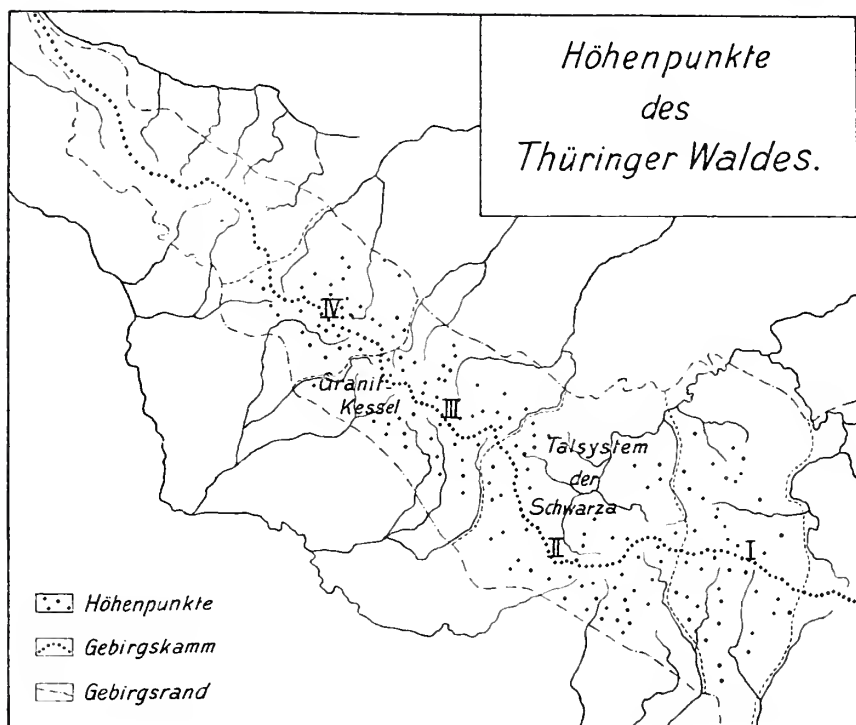 Höhenpunkte
des
Thüringer Waldes.
IV
Granit-
Kessel
III
Talsystem
der
Schwarza
II
I
Höhenpunkte
Gebirgskamm
Gebirgsrand